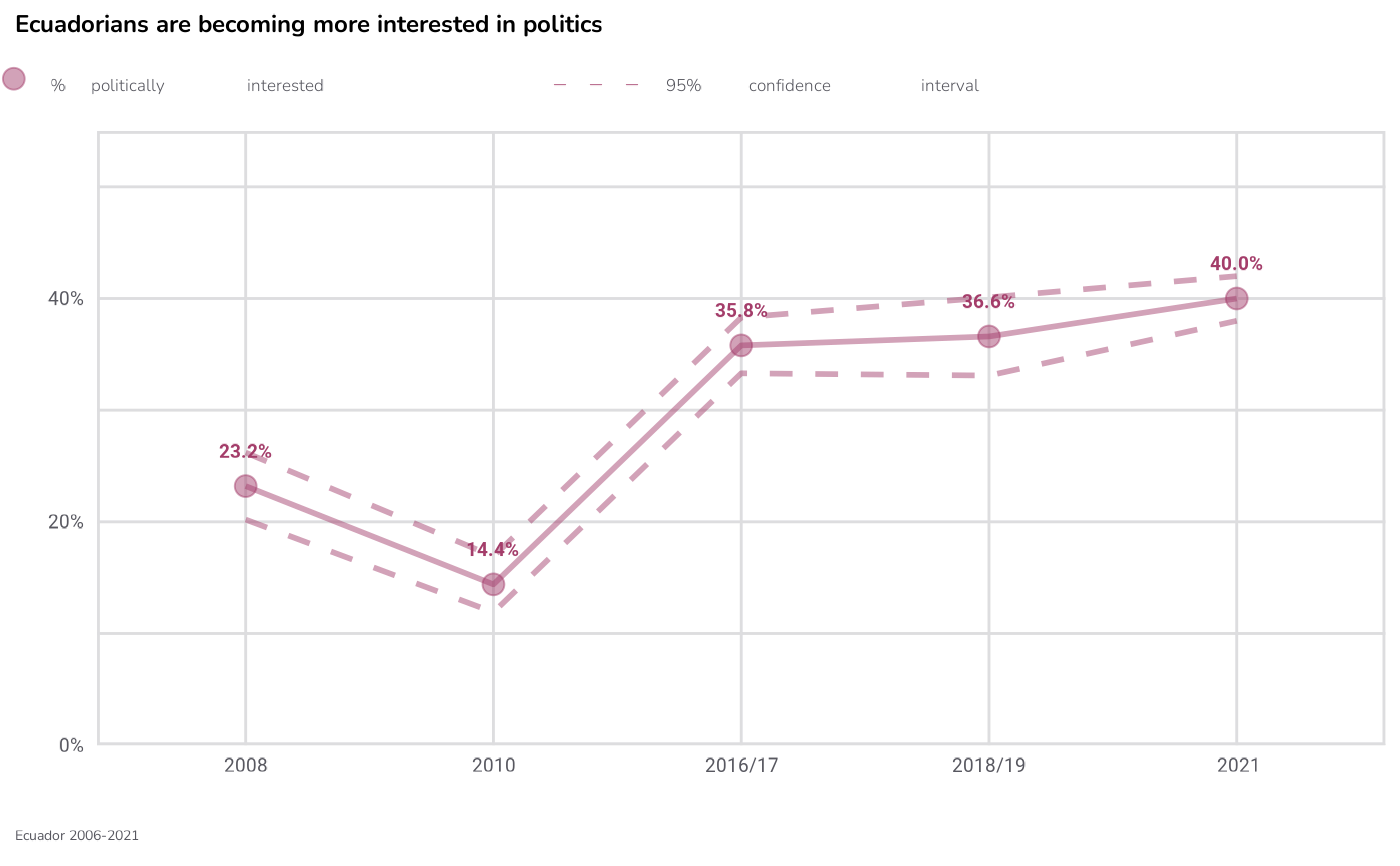 Ecuadorians are becoming more interested in politics
% politically interested 95% confidence interval
40.0%
36.6%
35.8%
40%
23.2%
20%
14.4%
0%
2008 2010 2016/17 2018/19 2021
Ecuador 2006-2021